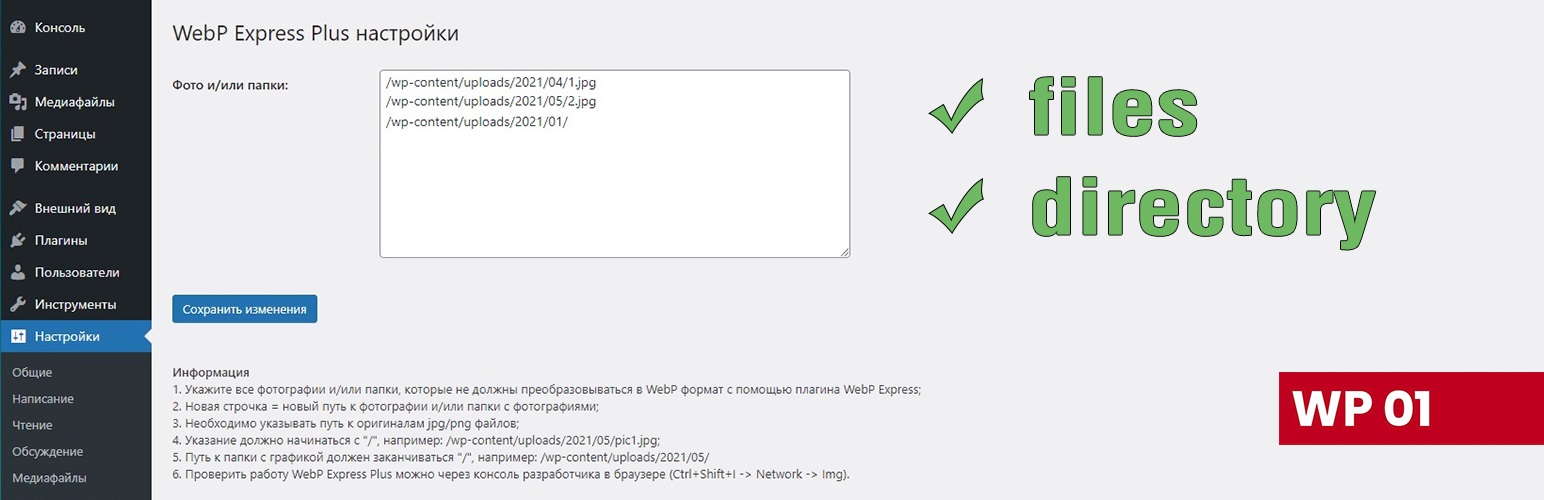 Консоль
Записи
Медиафайлы
Страницы
Комментарии
Внешний вид
Плагины
Пользователи
Инструменты
Настройки
Общие
Написание
Чтение
Обсуждение
Медиафайлы
WebP Express Plus настройки
Фото и/или папки:
/wp-content/uploads/2021/04/1.jpg
/wp-content/uploads/2021/05/2.jpg
/wp-content/uploads/2021/01/
Сохранить изменения
Информация
1. Укажите все фотографии и/или папки, которые не должны преобразовываться в WebP формат с помощью плагина WebP Express;
2. Новая строчка = новый путь к фотографии и/или папки с фотографиями;
3. Необходимо указывать путь к оригиналам jpg/png файлов;
4. Указание должно начинаться с "/", например: /wp-content/uploads/2021/05/pic1.jpg;
5. Путь к папки с графикой должен заканчиваться "/", например: /wp-content/uploads/2021/05/
6. Проверить работу WebP Express Plus можно через консоль разработчика в браузере (Ctrl+Shift+I -> Network -> Img).
files
directory
WP 01